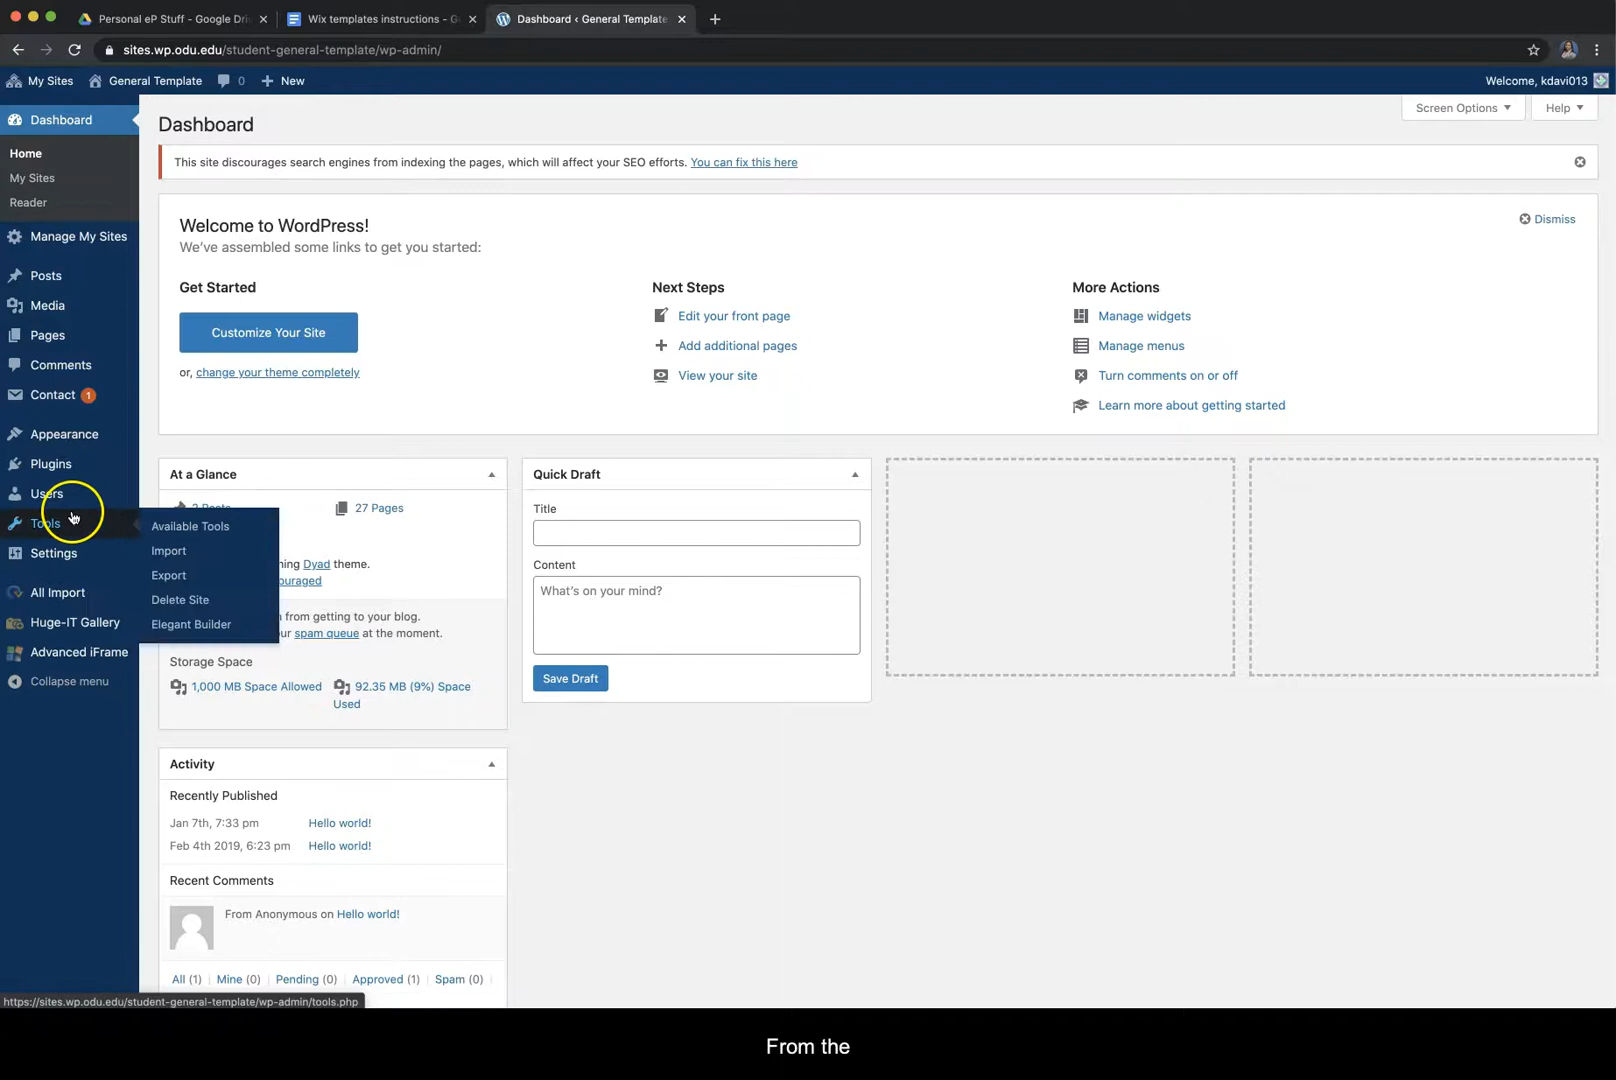 Personal eP Stuff - Google Dri
Wix templates instructions - G
Dashboard ‹ General Template
sites.wp.odu.edu/student-general-template/wp-admin/
My Sites
General Template
0
New
Welcome, kdavi013
Dashboard
Home
My Sites
Reader
Manage My Sites
Posts
Media
Pages
Comments
Contact 1
Appearance
Plugins
Users
Tools
Settings
All Import
Huge-IT Gallery
Advanced iFrame
Collapse menu
Available Tools
Import
Export
Delete Site
Elegant Builder
Screen Options
Help
Dashboard
This site discourages search engines from indexing the pages, which will affect your SEO efforts. You can fix this here
Welcome to WordPress!
Dismiss
We've assembled some links to get you started:
Get Started
Customize Your Site
or, change your theme completely
Next Steps
Edit your front page
Add additional pages
View your site
More Actions
Manage widgets
Manage menus
Turn comments on or off
Learn more about getting started
At a Glance
27 Pages
ning Dyad theme.
ouraged
from getting to your blog.
ur spam queue at the moment.
Storage Space
1,000 MB Space Allowed
92.35 MB (9%) Space
Used
Quick Draft
Title
Content
What's on your mind?
Save Draft
Activity
Recently Published
Jan 7th, 7:33 pm Hello world!
Feb 4th 2019, 6:23 pm Hello world!
Recent Comments
From Anonymous on Hello world!
All (1) | Mine (0) | Pending (0) | Approved (1) | Spam (0) |
https://sites.wp.odu.edu/student-general-template/wp-admin/tools.php
From the